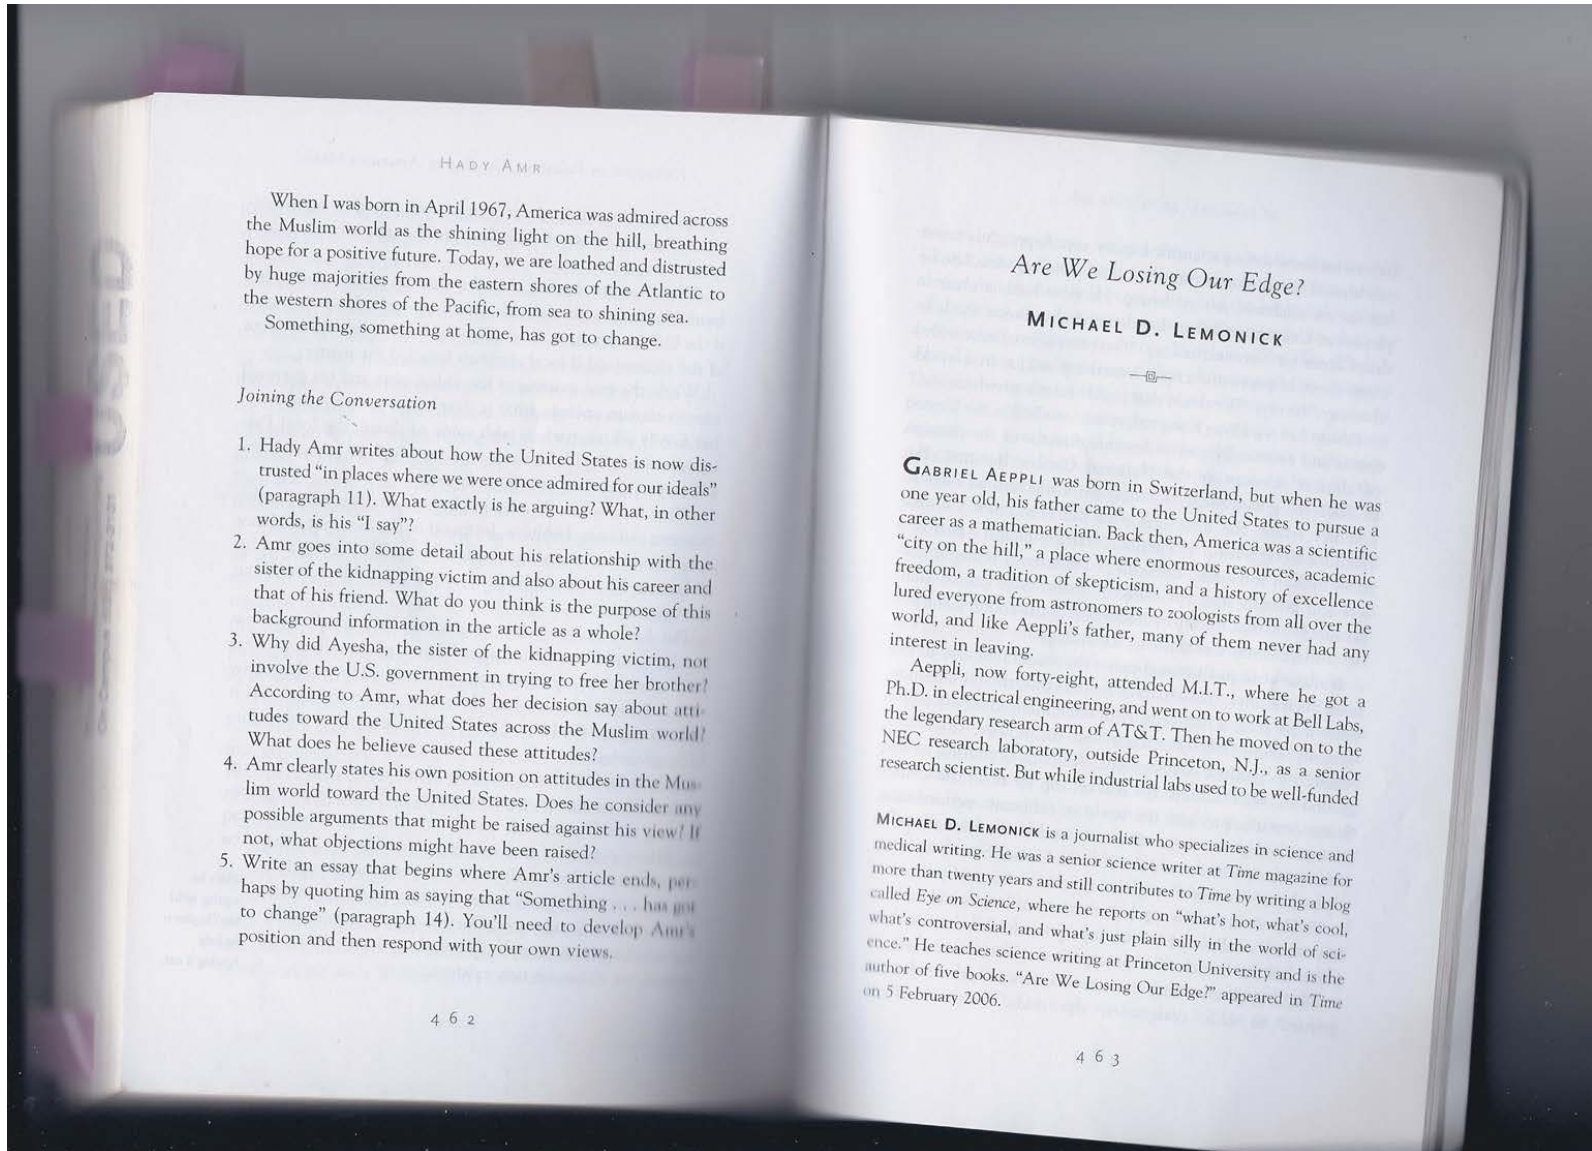 HADY AMR
When I was born in April 1967, America was admired across
the Muslim world as the shining light on the hill, breathing
hope for a positive future. Today, we are loathed and distrusted
by huge majorities from the eastern shores of the Atlantic to
the western shores of the Pacific, from sea to shining sea.
Something, something at home, has got to change.
Joining the Conversation
1. Hady Amr writes about how the United States is now dis-
trusted “in places where we were once admired for our ideals”
(paragraph 11). What exactly is he arguing? What, in other
words, is his “I say”?
2. Amr goes into some detail about his relationship with the
sister of the kidnapping victim and also about his career and
that of his friend. What do you think is the purpose of this
background information in the article as a whole?
3. Why did Ayesha, the sister of the kidnapping victim, not
involve the U.S. government in trying to free her brother?
According to Amr, what does her decision say about atti-
tudes toward the United States across the Muslim world?
What does he believe caused these attitudes?
4. Amr clearly states his own position on attitudes in the Mus-
lim world toward the United States. Does he consider any
possible arguments that might be raised against his view? If
not, what objections might have been raised?
5. Write an essay that begins where Amr's article ends, per-
haps by quoting him as saying that “Something . . . has got
to change” (paragraph 14). You'll need to develop Amr's
position and then respond with your own views.
4 6 2
Are We Losing Our Edge?
MICHAEL D. LEMONICK
GABRIEL AEPPLI was born in Switzerland, but when he was
one year old, his father came to the United States to pursue a
career as a mathematician. Back then, America was a scientific
“city on the hill,” a place where enormous resources, academic
freedom, a tradition of skepticism, and a history of excellence
lured everyone from astronomers to zoologists from all over the
world, and like Aeppli's father, many of them never had any
interest in leaving.
Aeppli, now forty-eight, attended M.I.T., where he got a
Ph.D. in electrical engineering, and went on to work at Bell Labs,
the legendary research arm of AT&T. Then he moved on to the
NEC research laboratory, outside Princeton, N.J., as a senior
research scientist. But while industrial labs used to be well-funded
MICHAEL D. LEMONICK is a journalist who specializes in science and
medical writing. He was a senior science writer at Time magazine for
more than twenty years and still contributes to Time by writing a blog
called Eye on Science, where he reports on “what's hot, what's cool,
what's controversial, and what's just plain silly in the world of sci-
ence.” He teaches science writing at Princeton University and is the
author of five books. “Are We Losing Our Edge?” appeared in Time
on 5 February 2006.
4 6 3
USED